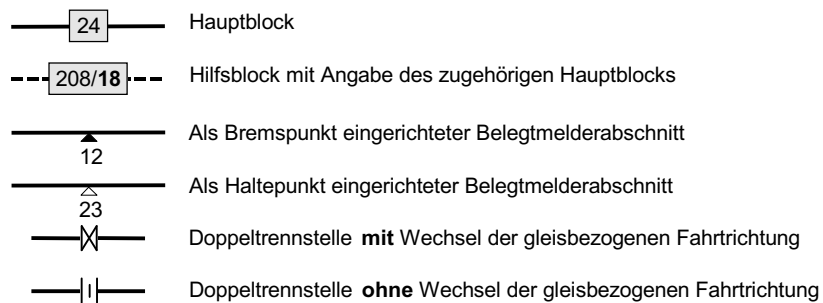 24 Hauptblock
208/18 Hilfsblock mit Angabe des zugehörigen Hauptblocks
Als Bremspunkt eingerichteter Belegtmelderabschnitt
12
Als Haltepunkt eingerichteter Belegtmelderabschnitt
23
Doppeltrennstelle mit Wechsel der gleisbezogenen Fahrtrichtung
Doppeltrennstelle ohne Wechsel der gleisbezogenen Fahrtrichtung